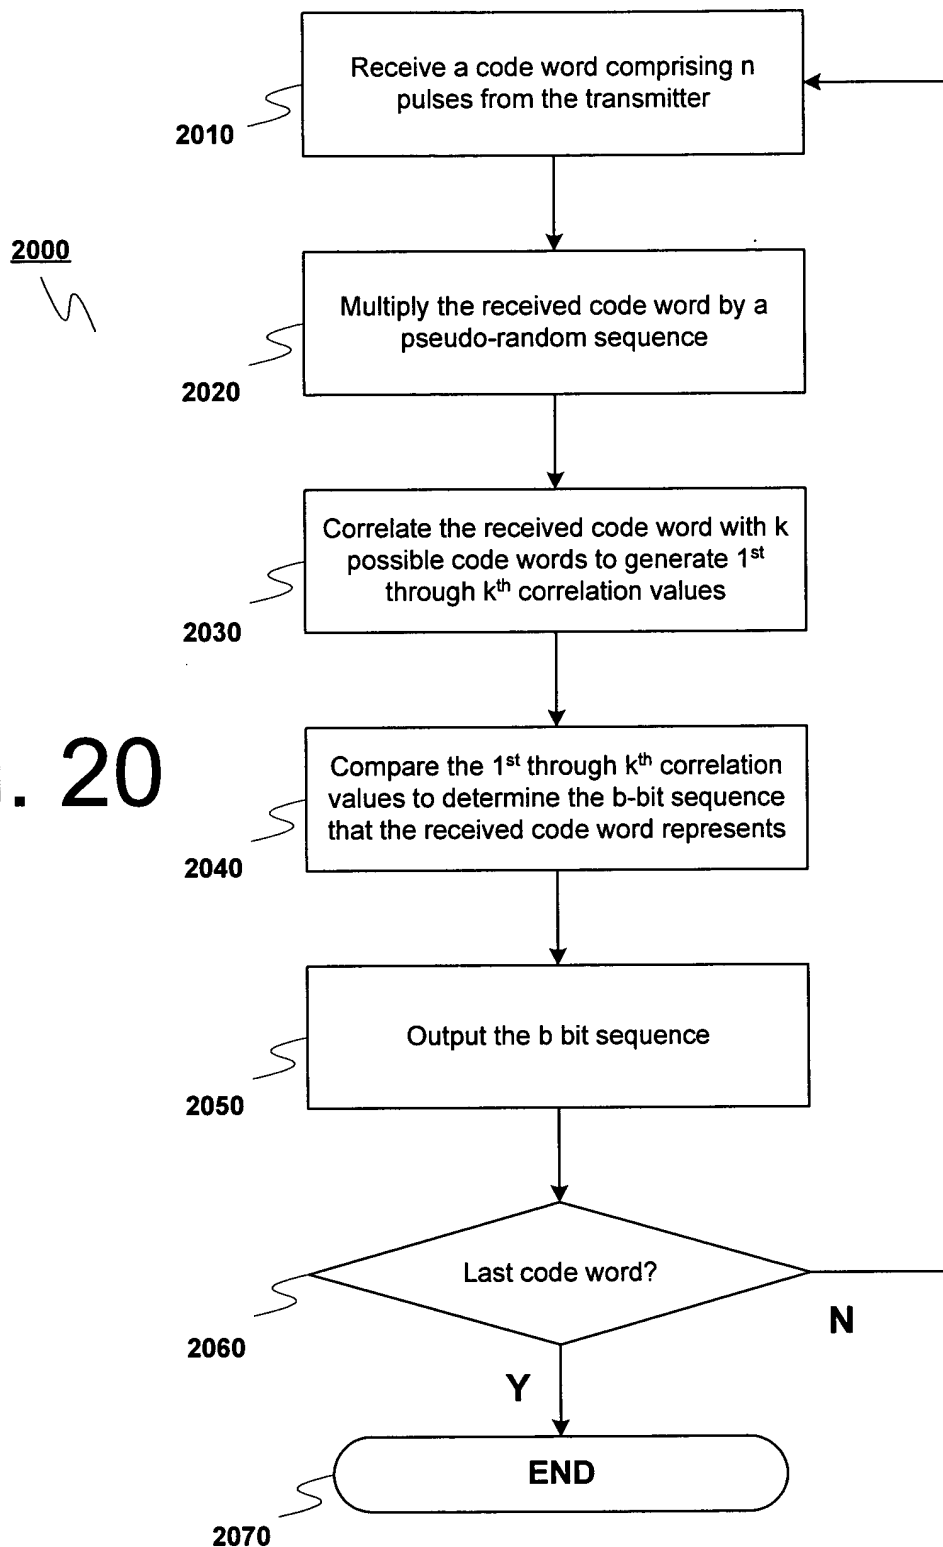 Receive a code word comprising n
pulses from the transmitter
2010
2000
Multiply the received code word by a
pseudo-random sequence
2020
Correlate the received code word with k
possible code words to generate 1st
through kth correlation values
2030
. 20
Compare the 1st through kth correlation
values to determine the b-bit sequence
that the received code word represents
2040
Output the b bit sequence
2050
Last code word?
2060
N
Y
END
2070